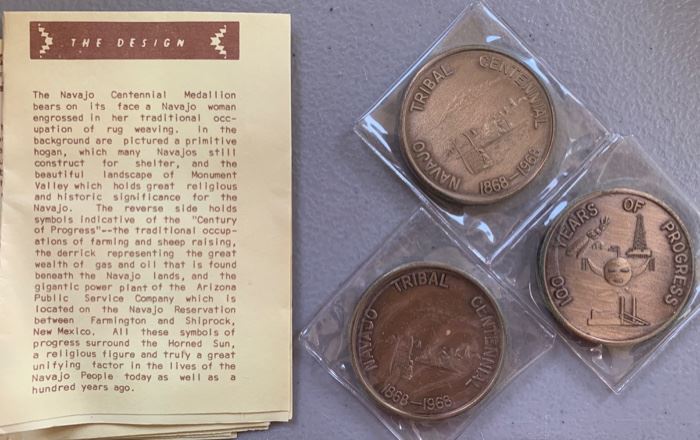 THE DESIGN
The Navajo Centennial Medallion
bears on its face a Navajo woman
engrossed in her traditional occ-
upation of rug weaving. In the
background are pictured a primitive
hogan, which many Navajos still
construct for shelter, and the
beautiful landscape of Monument
Valley which holds great religious
and historic significance for the
Navajo. The reverse side holds
symbols indicative of the "Century
of Progress"--the traditional occup-
ations of farming and sheep raising,
the derrick representing the great
wealth of gas and oil that is found
beneath the Navajo lands, and the
gigantic power plant of the Arizona
Public Service Company which is
located on the Navajo Reservation
between Farmington and Shiprock,
New Mexico. All these symbols of
progress surround the Horned Sun,
a religious figure and trufy a great
unifying factor in the lives of the
Navajo People today as well as a
hundred years ago.
NAVAJO TRIBAL CENTENNIAL
1868-1968
100 YEARS OF PROGRESS
NAVAJO TRIBAL CENTENNIAL
1868-1968